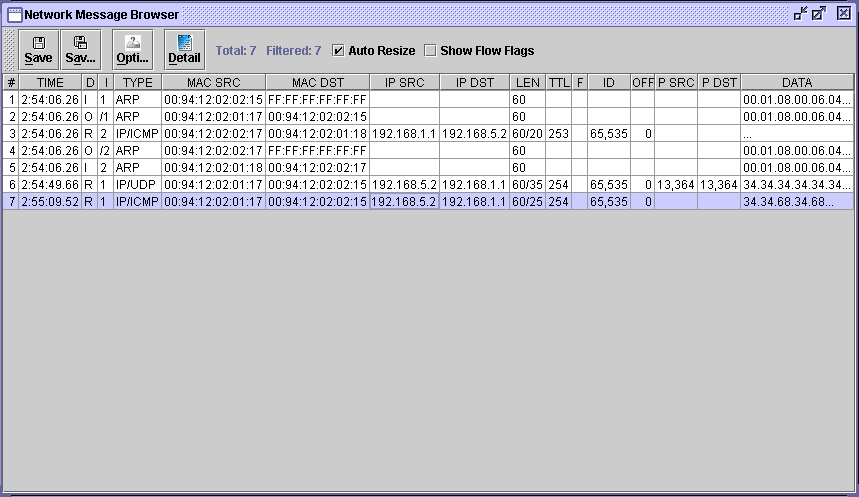 Network Message Browser
Save Sav... Opti... Detail Total: 7 Filtered: 7 Auto Resize Show Flow Flags
# TIME D I TYPE MAC SRC MAC DST IP SRC IP DST LEN TTL F ID OFF P SRC P DST DATA
1 2:54:06.26 I 1 ARP 00:94:12:02:02:15 FF:FF:FF:FF:FF:FF 60 00.01.08.00.06.04...
2 2:54:06.26 O /1 ARP 00:94:12:02:01:17 00:94:12:02:02:15 60 00.01.08.00.06.04...
3 2:54:06.26 R 2 IP/ICMP 00:94:12:02:02:17 00:94:12:02:01:18 192.168.1.1 192.168.5.2 60/20 253 65,535 0 ...
4 2:54:06.26 O /2 ARP 00:94:12:02:02:17 FF:FF:FF:FF:FF:FF 60 00.01.08.00.06.04...
5 2:54:06.26 I 2 ARP 00:94:12:02:01:18 00:94:12:02:02:17 60 00.01.08.00.06.04...
6 2:54:49.66 R 1 IP/UDP 00:94:12:02:01:17 00:94:12:02:02:15 192.168.5.2 192.168.1.1 60/35 254 65,535 0 13,364 13,364 34.34.34.34.34.34...
7 2:55:09.52 R 1 IP/ICMP 00:94:12:02:01:17 00:94:12:02:02:15 192.168.5.2 192.168.1.1 60/25 254 65,535 0 34.34.68.34.68...